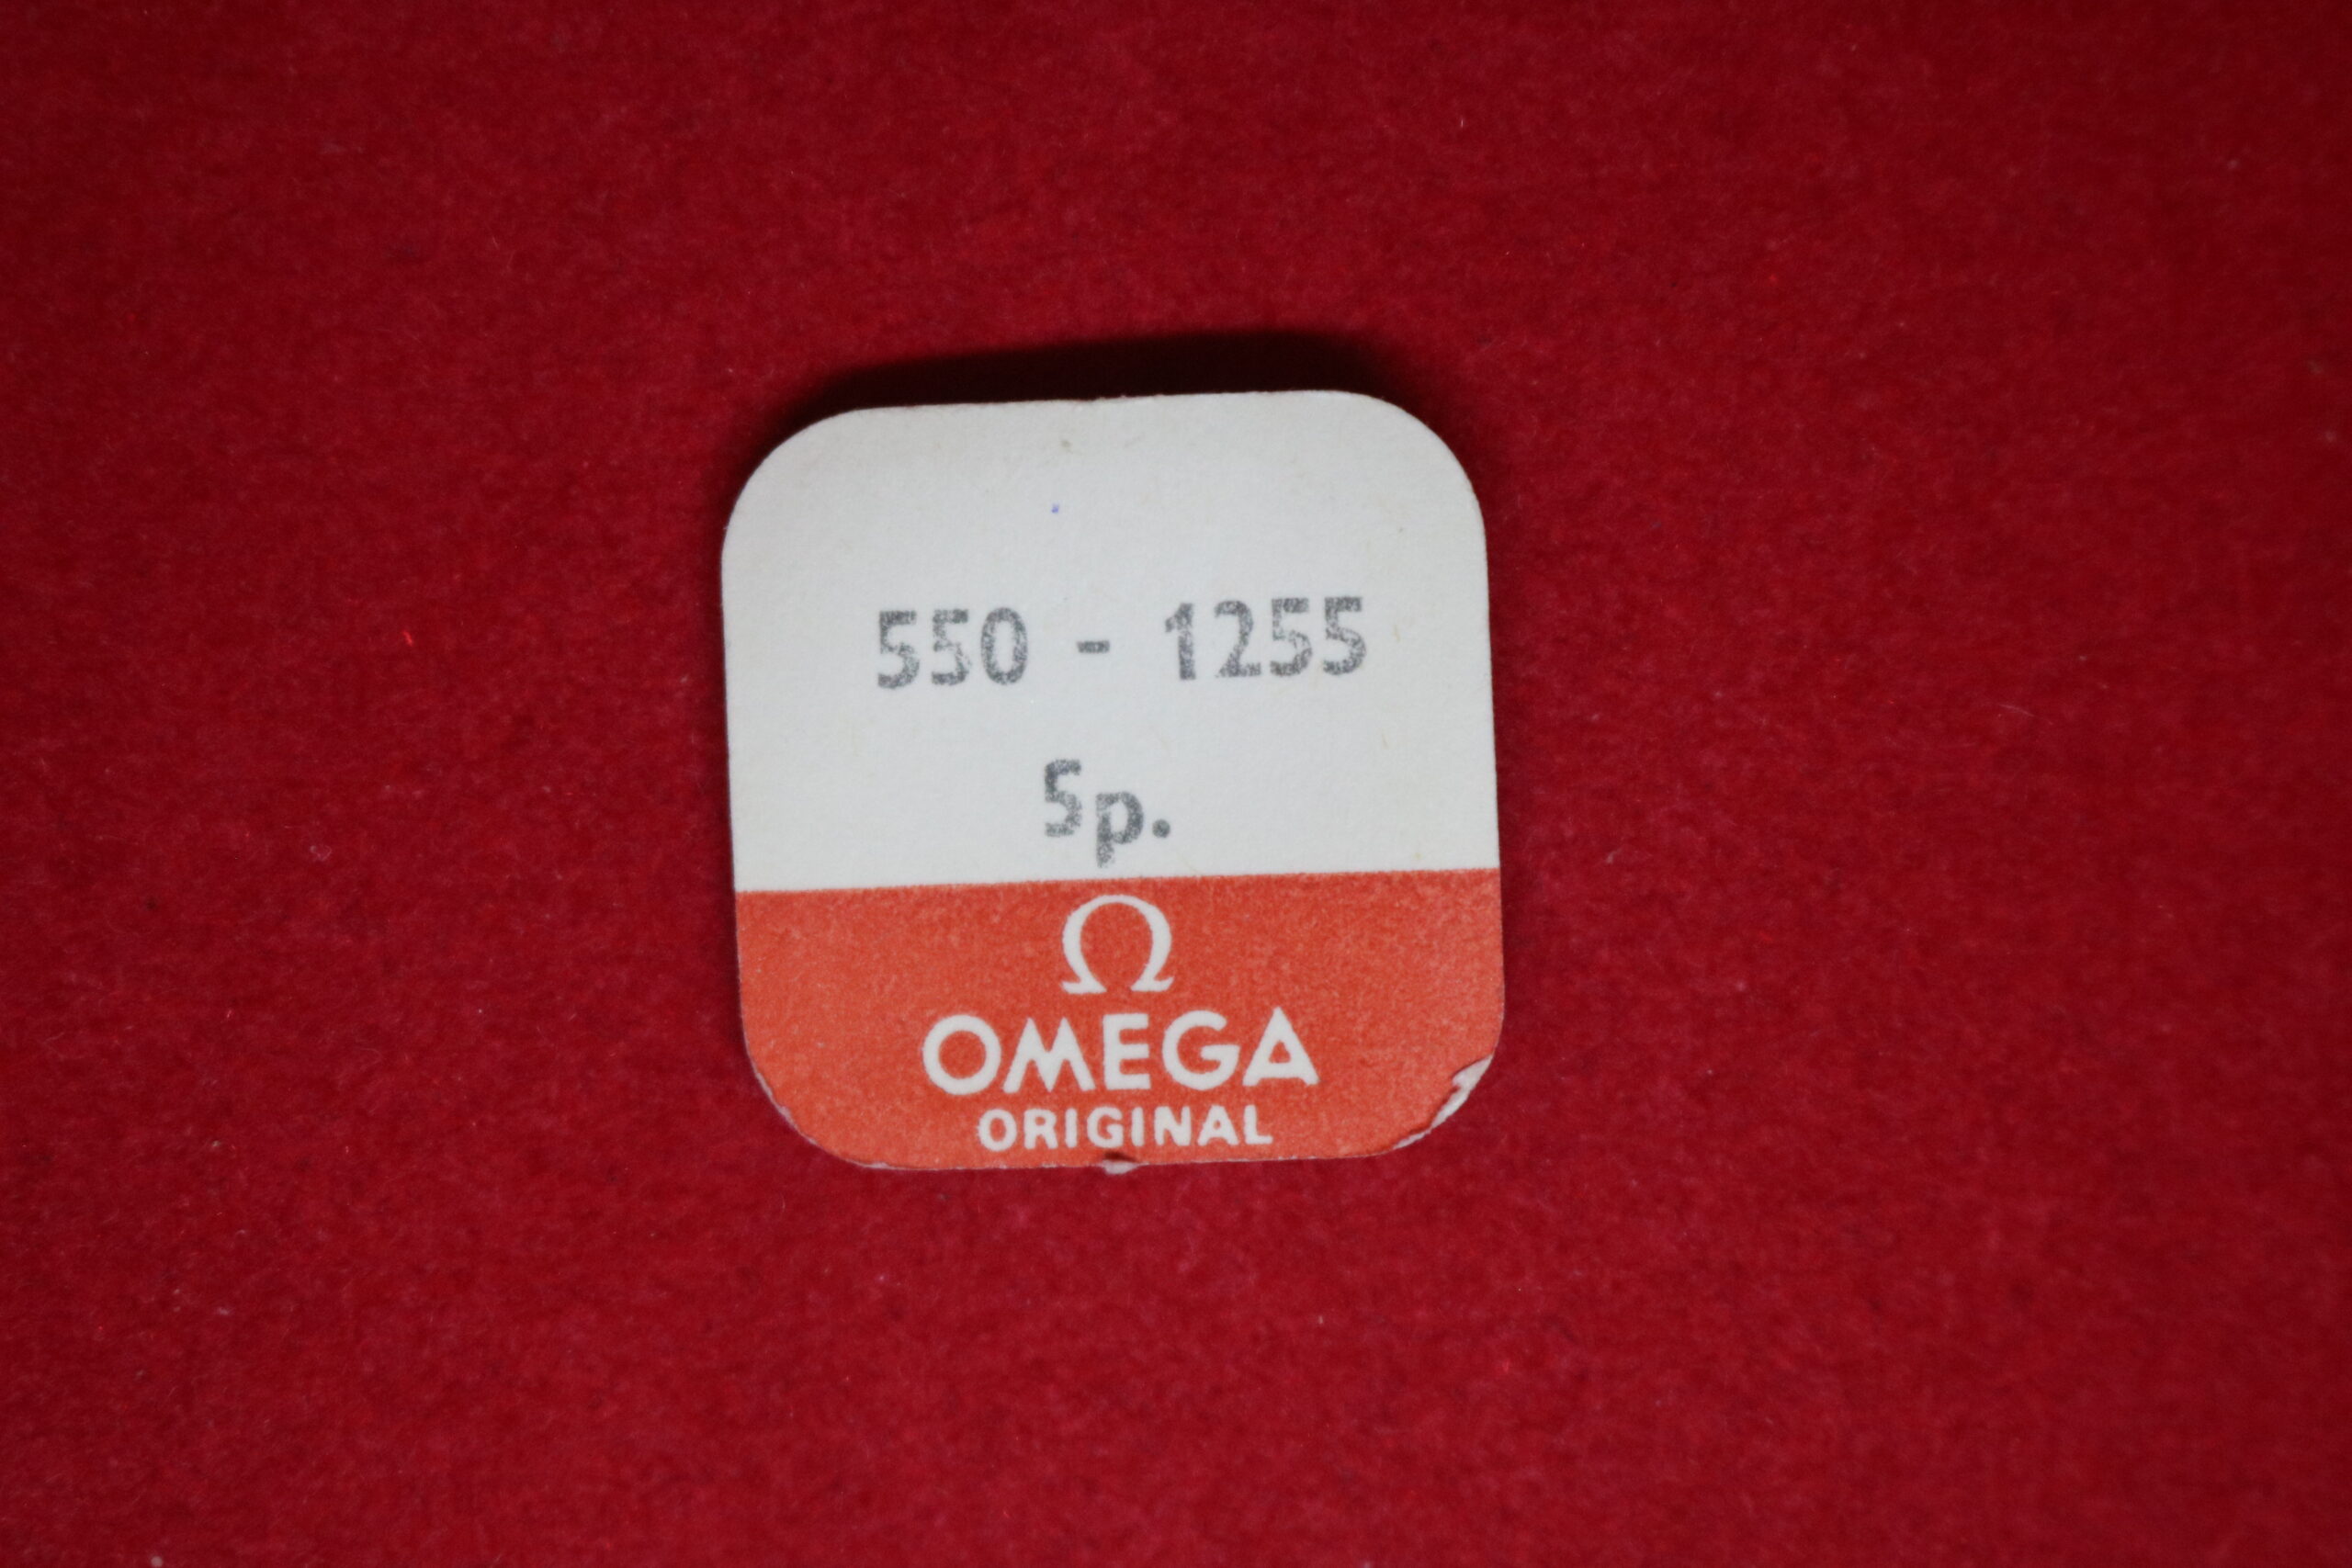 550 - 1255
5p.
Ω
OMEGA
ORIGINAL